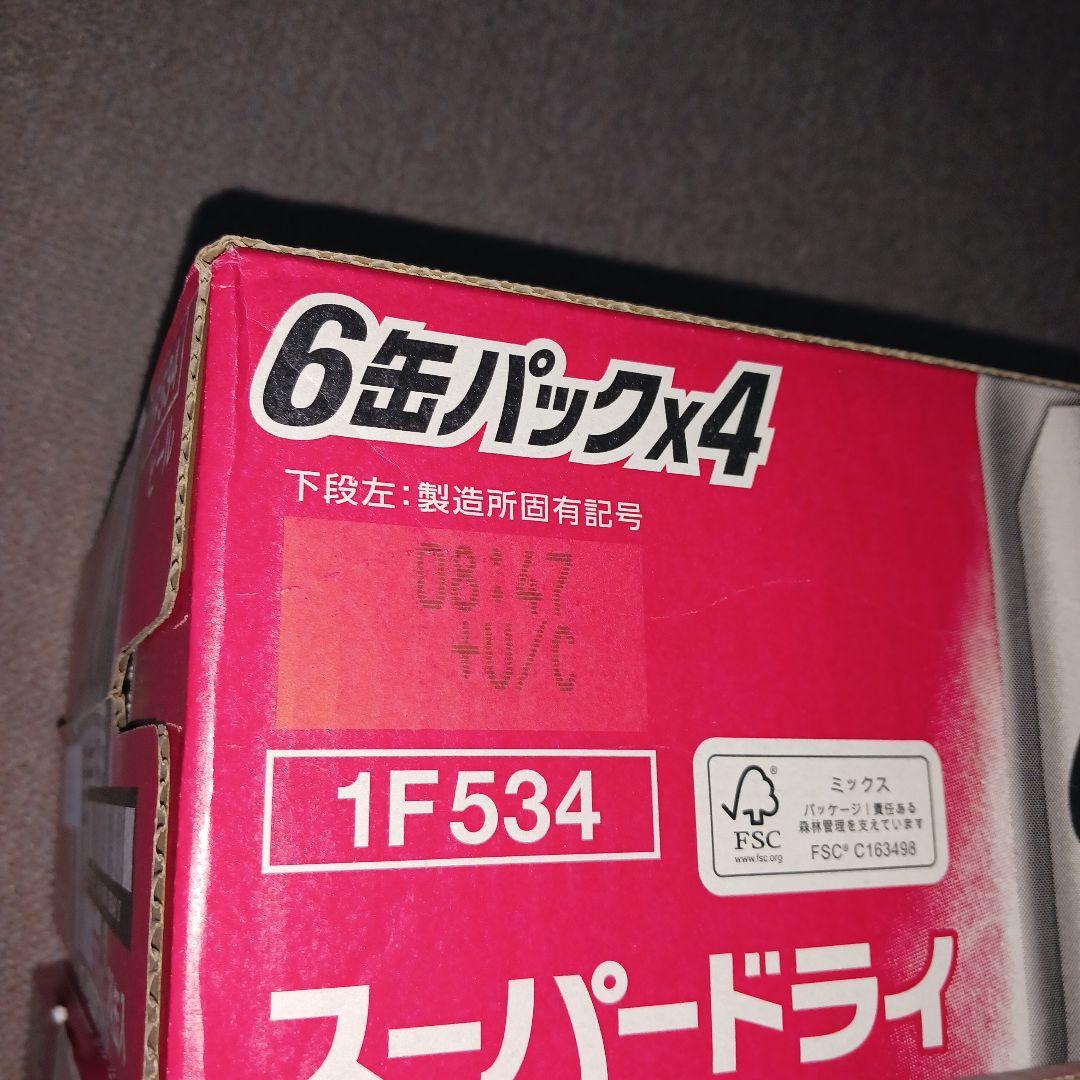 6缶パックx4
下段左:製造所固有記号
08:47
+U/C
1F534
FSC®
www.fsc.org
ミックス
パッケージ|責任ある
森林管理を支えています
FSC® C163498
スーパードライ